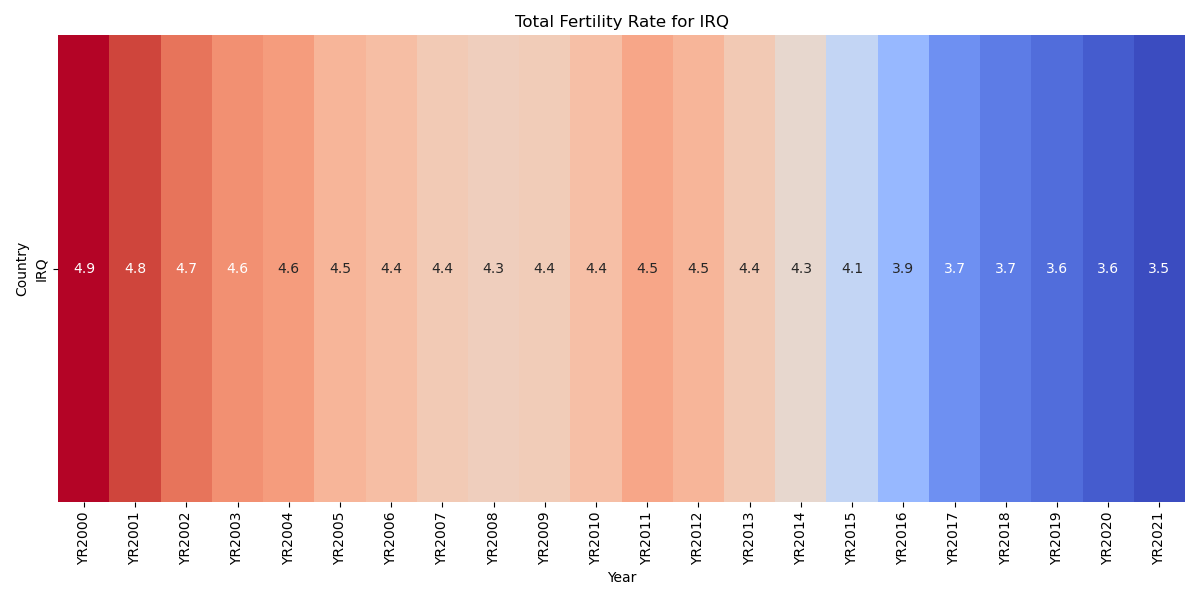 Total Fertility Rate for IRQ
Country
IRQ
4.9 4.8 4.7 4.6 4.6 4.5 4.4 4.4 4.3 4.4 4.4 4.5 4.5 4.4 4.3 4.1 3.9 3.7 3.7 3.6 3.6 3.5
YR2000 YR2001 YR2002 YR2003 YR2004 YR2005 YR2006 YR2007 YR2008 YR2009 YR2010 YR2011 YR2012 YR2013 YR2014 YR2015 YR2016 YR2017 YR2018 YR2019 YR2020 YR2021
Year